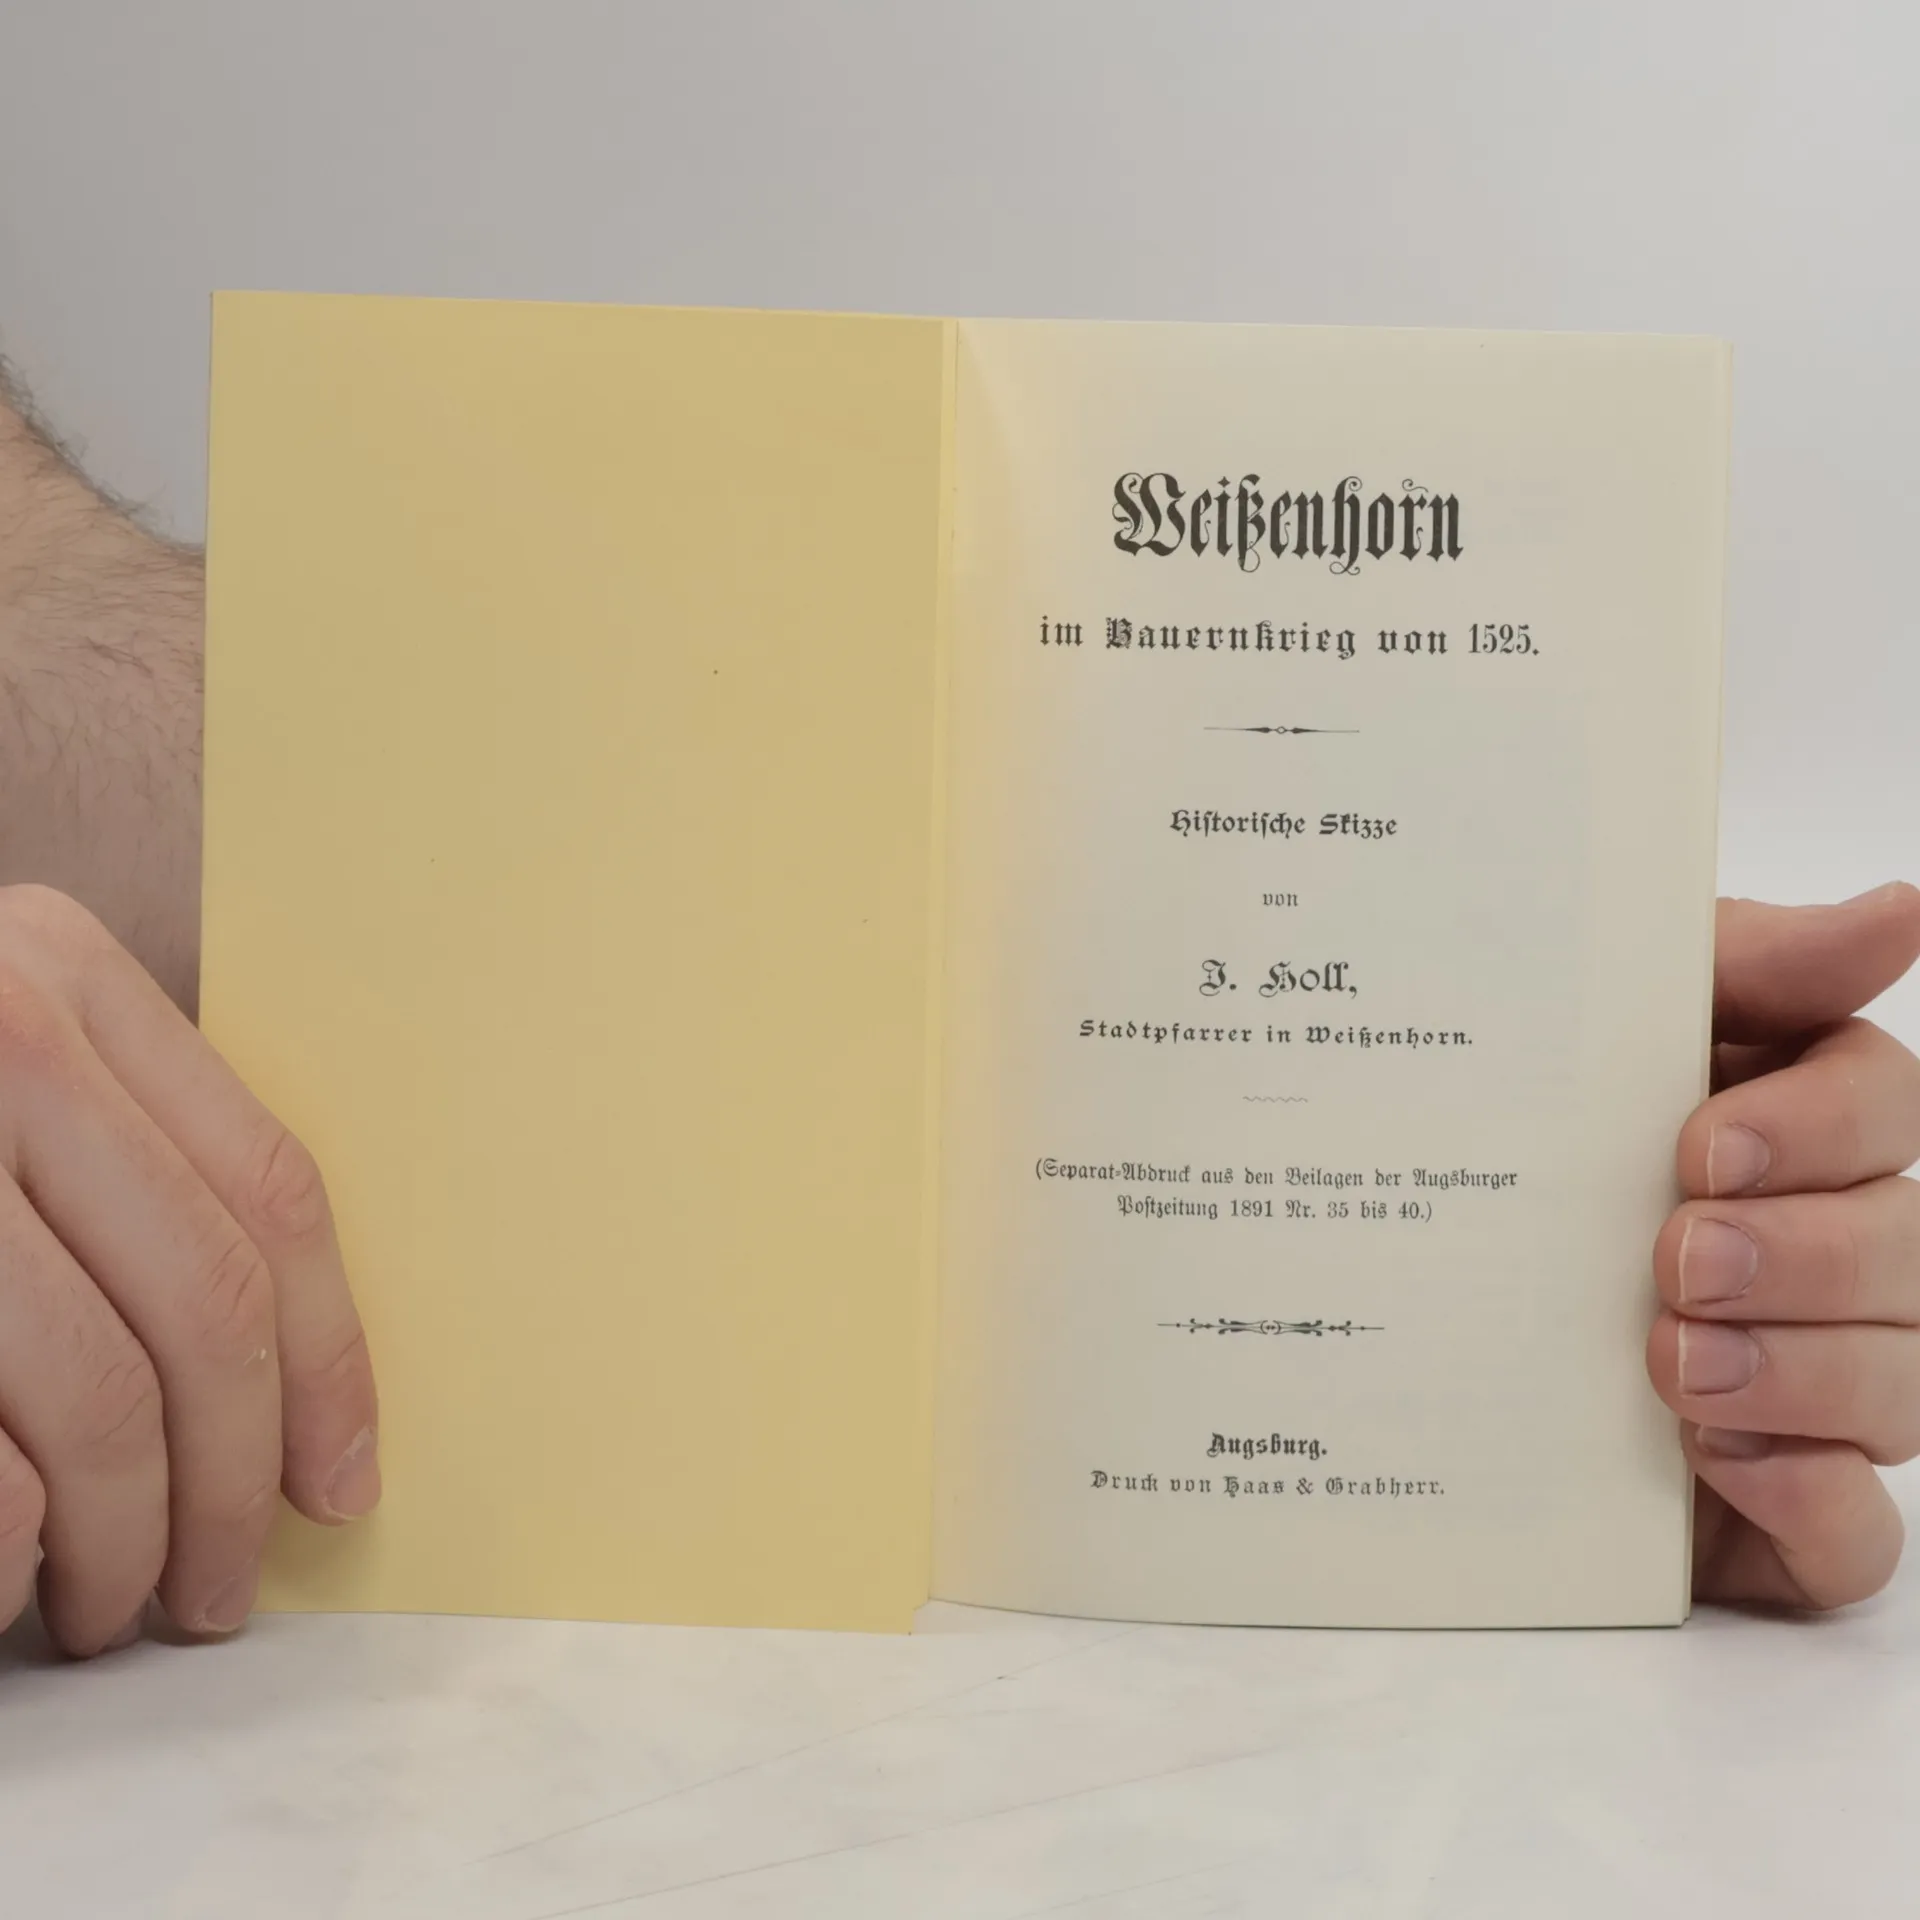 Weißenhorn
im Bauernkrieg von 1525.
Historische Skizze
von
J. Holl,
Stadtpfarrer in Weißenhorn.
(Separat-Abdruck aus den Beilagen der Augsburger
Postzeitung 1891 Nr. 35 bis 40.)
Augsburg.
Druck von Haas & Grabherr.